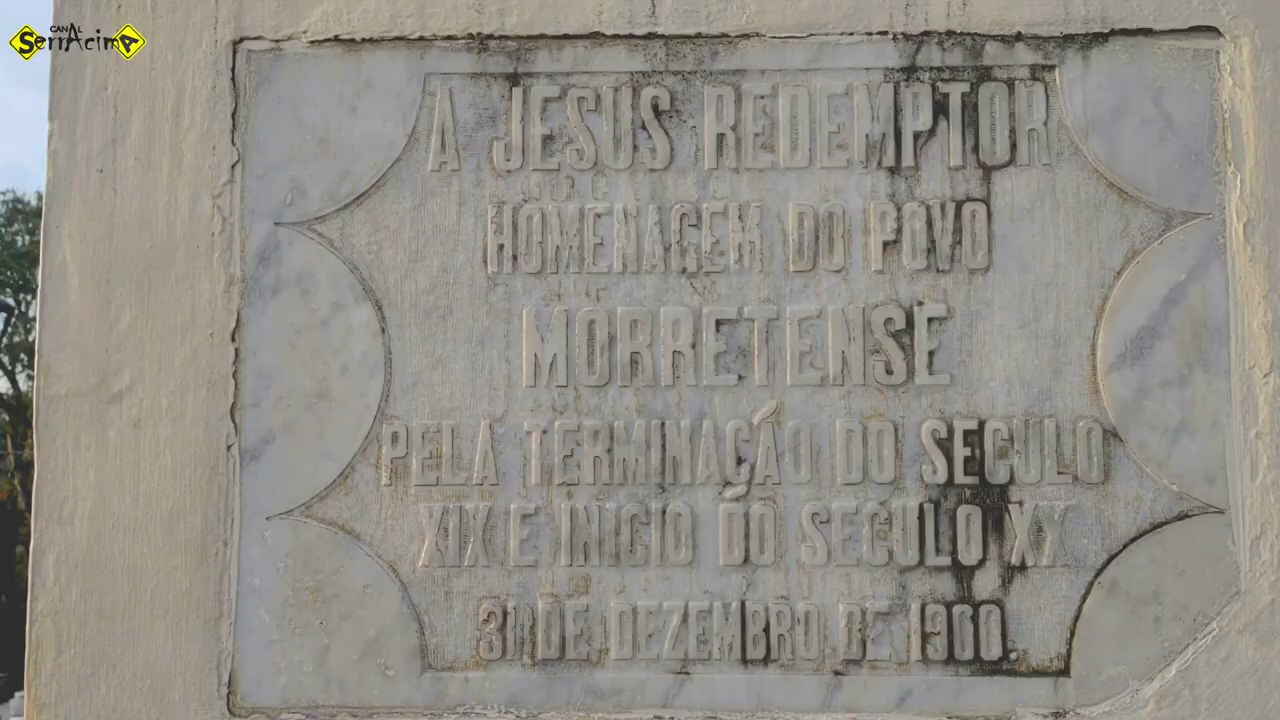 CANAL
SerrAcima
A JESUS REDEMPTOR
HOMENAGEM DO POVO
MORRETENSE
PELA TERMINAÇÁO DO SECULO
XIX E INICIO DO SECULO XX
31 DE DEZEMBRO DE 1900.